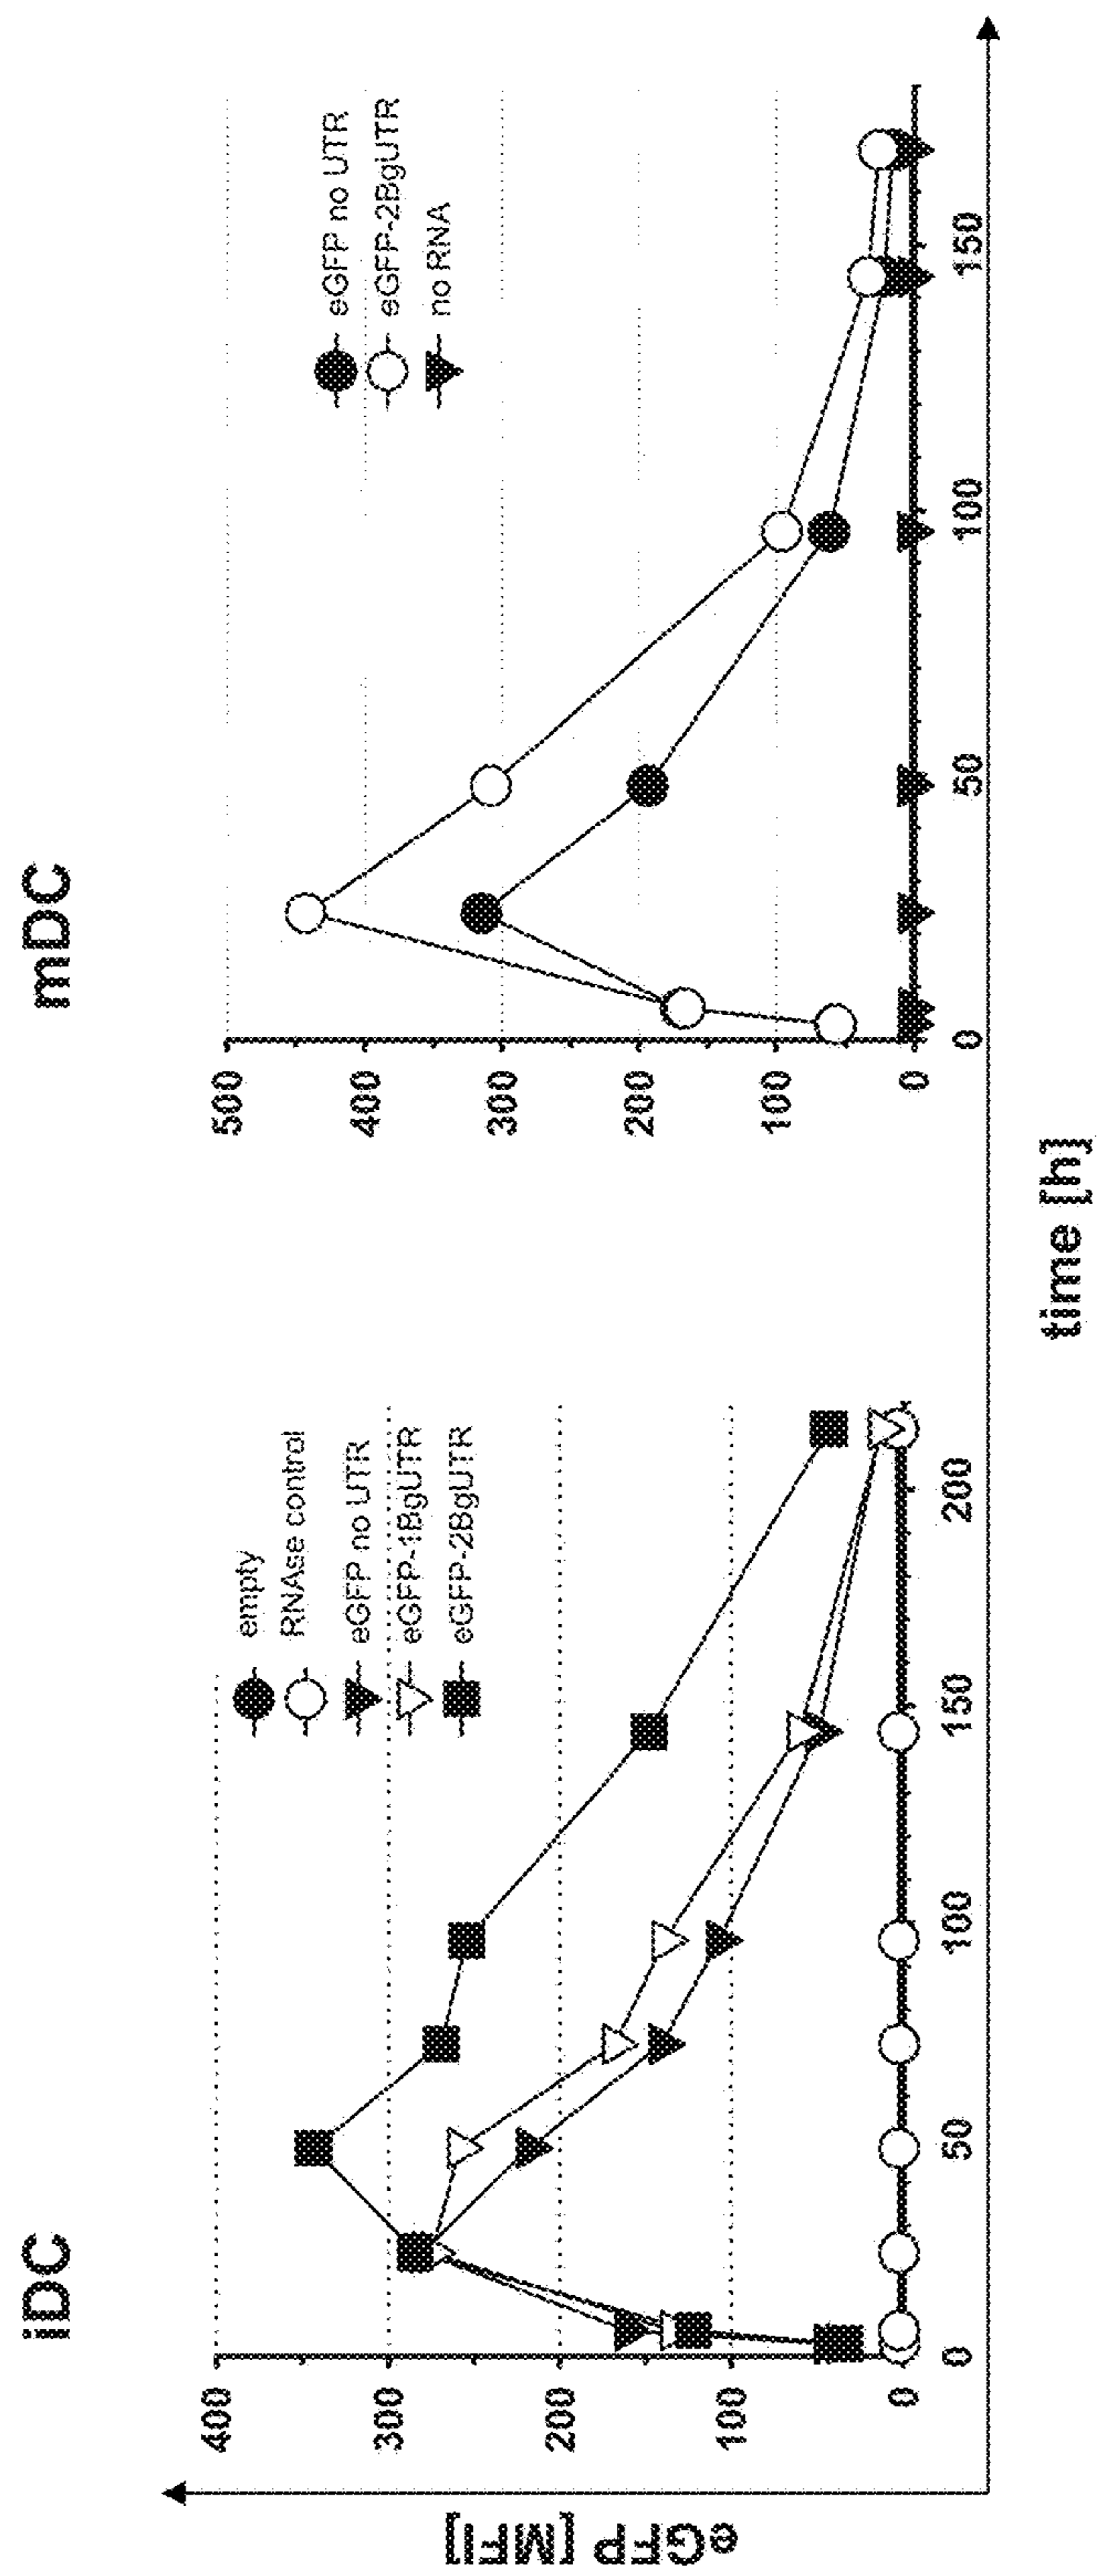 iDC
400
300
200
100
0
0
50
100
150
200
empty
RNAse control
eGFP no UTR
eGFP-1BgUTR
eGFP-2BgUTR
mDC
500
400
300
200
100
0
0
50
100
150
eGFP no UTR
eGFP-2BgUTR
no RNA
eGFP [MFI]
time [h]